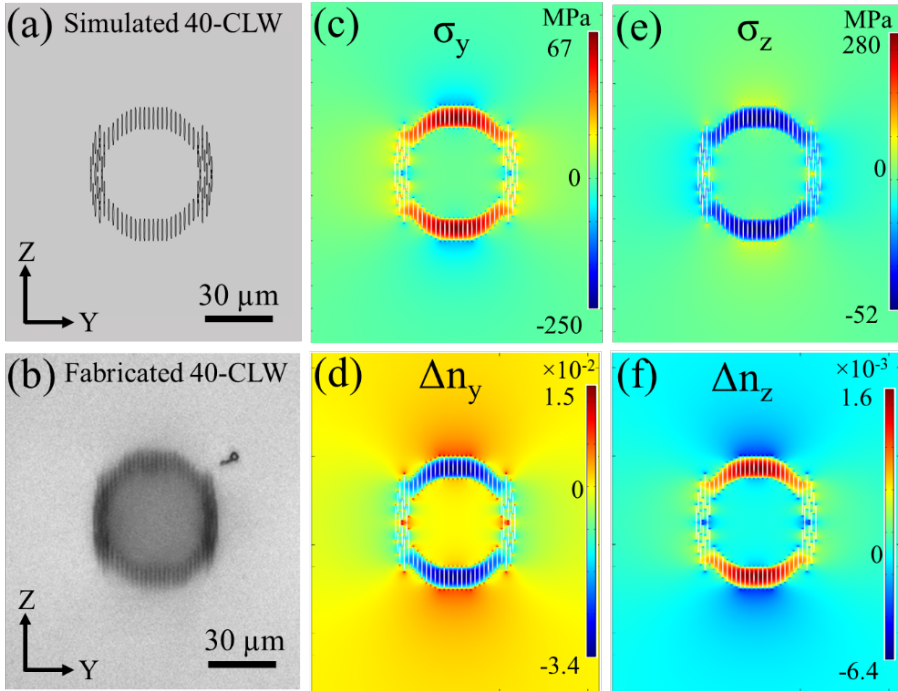 (a) Simulated 40-CLW
Z
Y
30 µm
(c) σy MPa
67
0
-250
(e) σz MPa
280
0
-52
(b) Fabricated 40-CLW
Z
Y
30 µm
(d) Δny ×10-2
1.5
0
-3.4
(f) Δnz ×10-3
1.6
0
-6.4